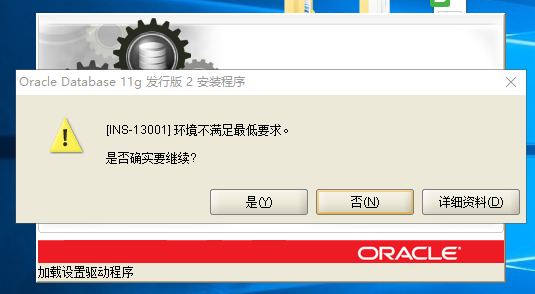 Oracle Database 11g 发行版 2 安装程序
[INS-13001] 环境不满足最低要求。
是否确实要继续?
是(Y)
否(N)
详细资料(D)
ORACLE
加载设置驱动程序